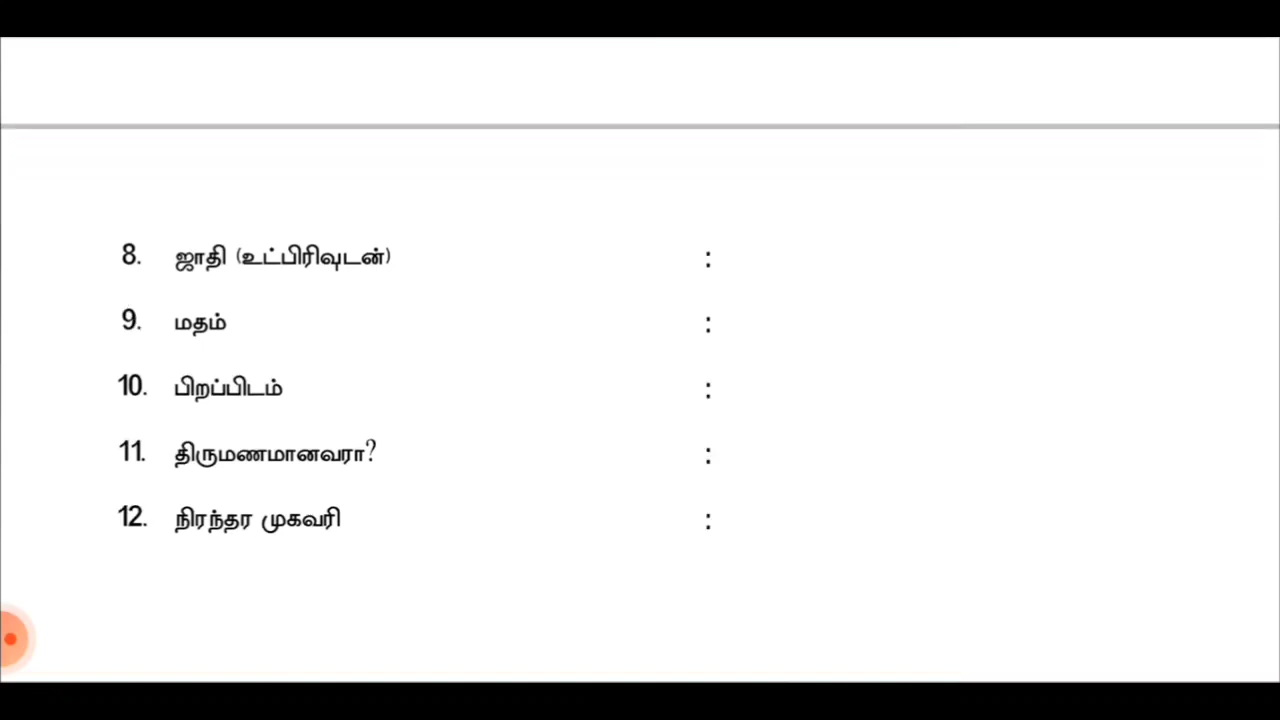 8. ஜாதி (உட்பிரிவுடன்) :
9. மதம் :
10. பிறப்பிடம் :
11. திருமணமானவரா? :
12. நிரந்தர முகவரி :